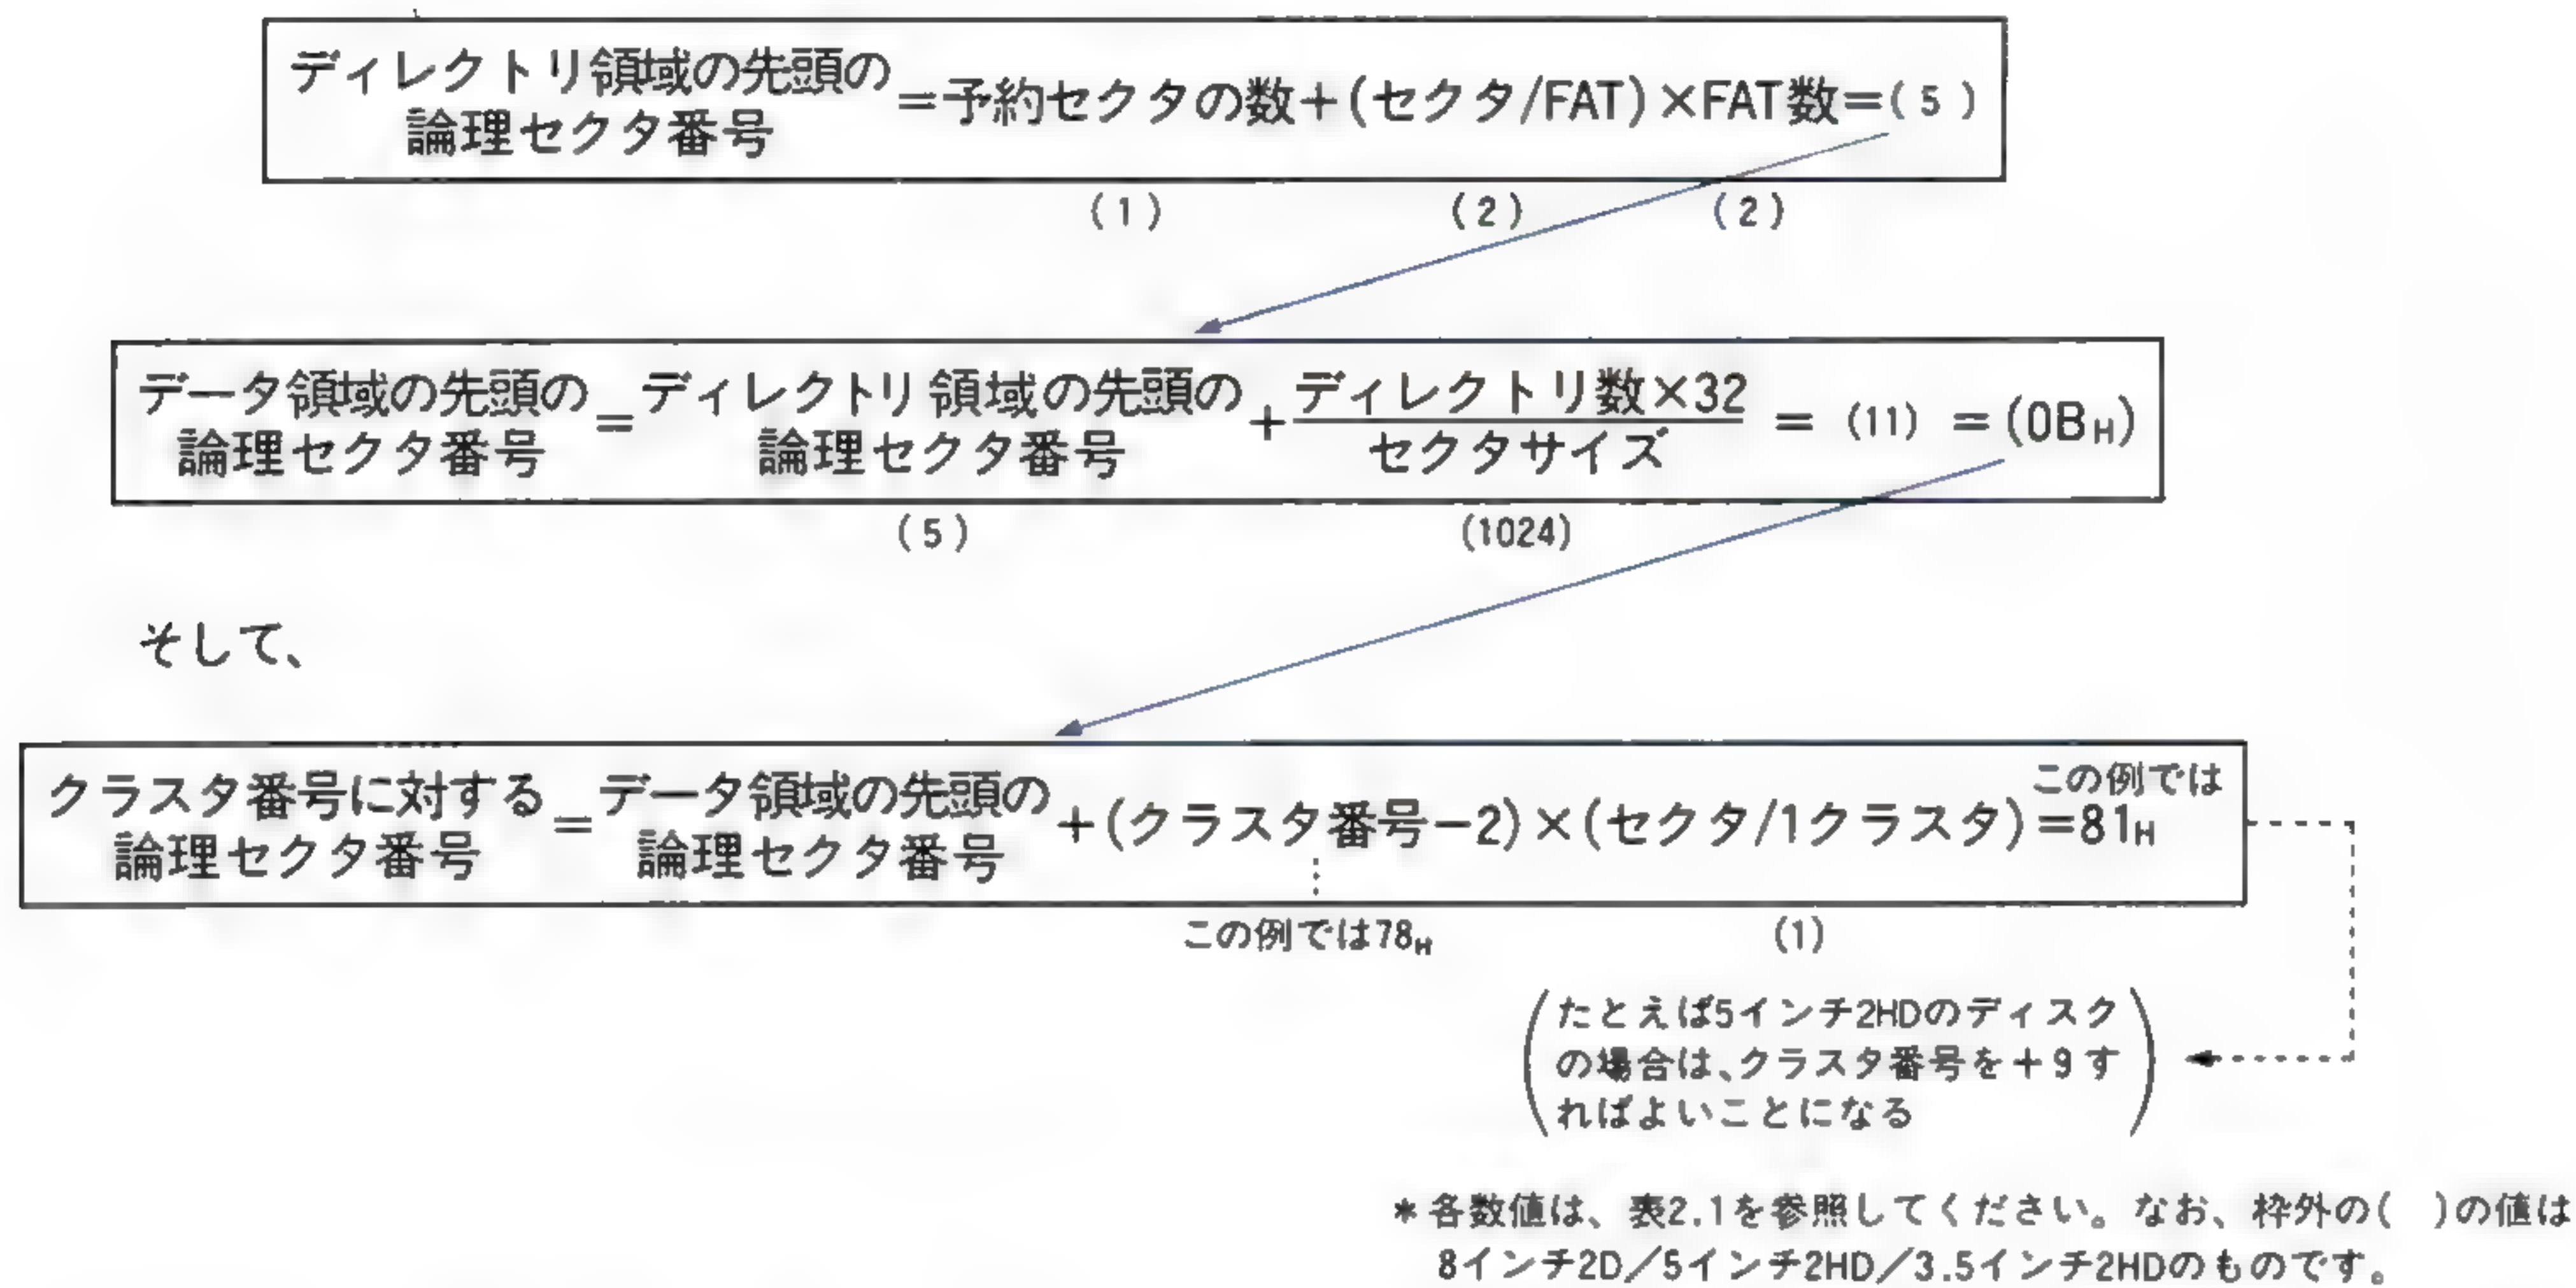 ディレクトリ領域の先頭の論理セクタ番号=予約セクタの数+(セクタ/FAT)×FAT数=(5)
(1) (2) (2)
データ領域の先頭の論理セクタ番号=ディレクトリ領域の先頭の論理セクタ番号+ディレクトリ数×32/セクタサイズ=(11)=(0BH)
(5) (1024)
そして、
クラスタ番号に対する論理セクタ番号=データ領域の先頭の論理セクタ番号+(クラスタ番号-2)×(セクタ/1クラスタ)=81H
この例では
この例では78H (1)
たとえば5インチ2HDのディスク
の場合は、クラスタ番号を+9す
ればよいことになる
*各数値は、表2.1を参照してください。なお、枠外の( )の値は
8インチ2D/5インチ2HD/3.5インチ2HDのものです。